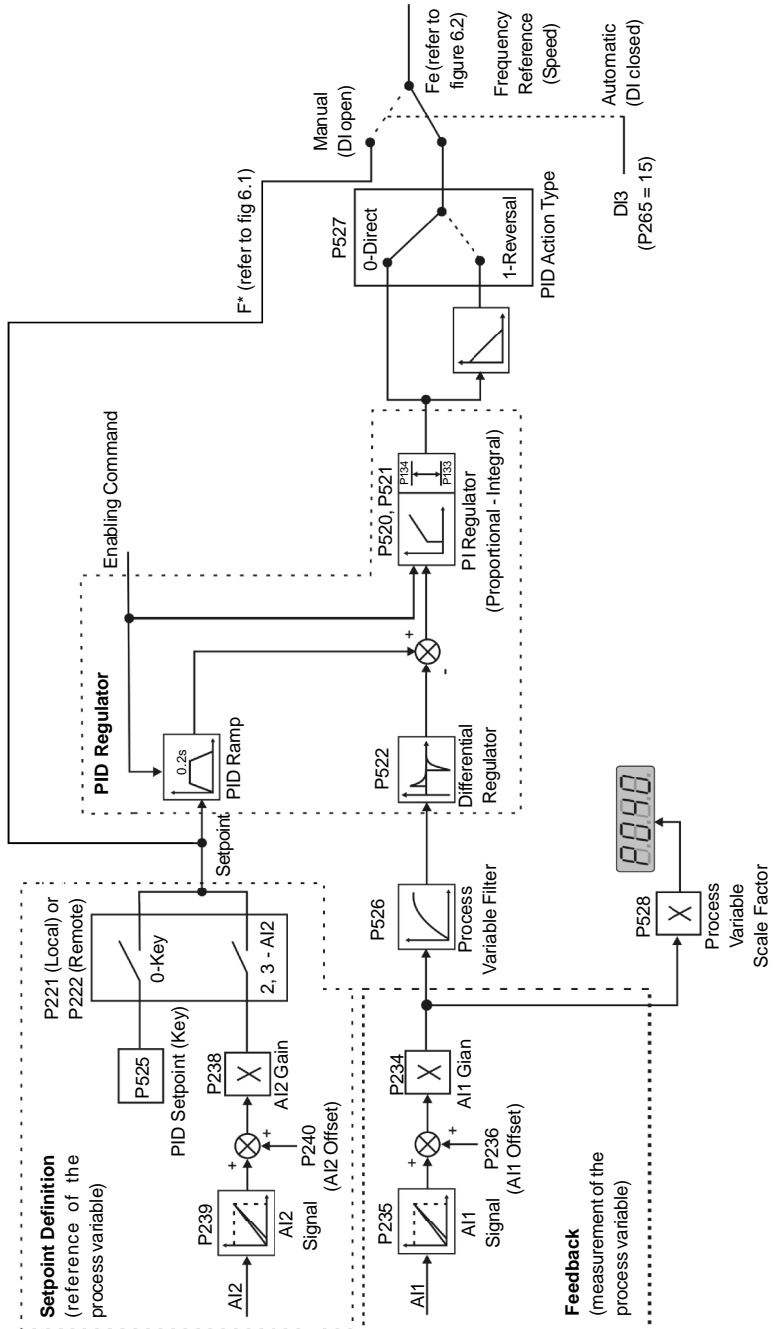 Setpoint Definition
(reference of the
process variable)
AI2
P239
AI2
Signal
P240
(AI2 Offset)
+
+
P238
X
AI2 Gain
P525
PID Setpoint (Key)
P221 (Local) or
P222 (Remote)
0-Key
2, 3 - AI2
Setpoint
Feedback
(measurement of the
process variable)
AI1
P235
AI1
Signal
P236
(AI1 Offset)
+
+
P234
X
AI1 Gian
P526
Process
Variable Filter
P528
X
Process
Variable
Scale Factor
PID Regulator
0.2s
PID Ramp
P522
Differential
Regulator
+
-
Enabling Command
P520, P521
P134
P133
PI Regulator
(Proportional - Integral)
F* (refer to fig 6.1)
P527
0-Direct
1-Reversal
PID Action Type
Manual
(DI open)
Fe (refer to
figure 6.2)
Frequency
Reference
(Speed)
Automatic
(DI closed)
DI3
(P265 = 15)